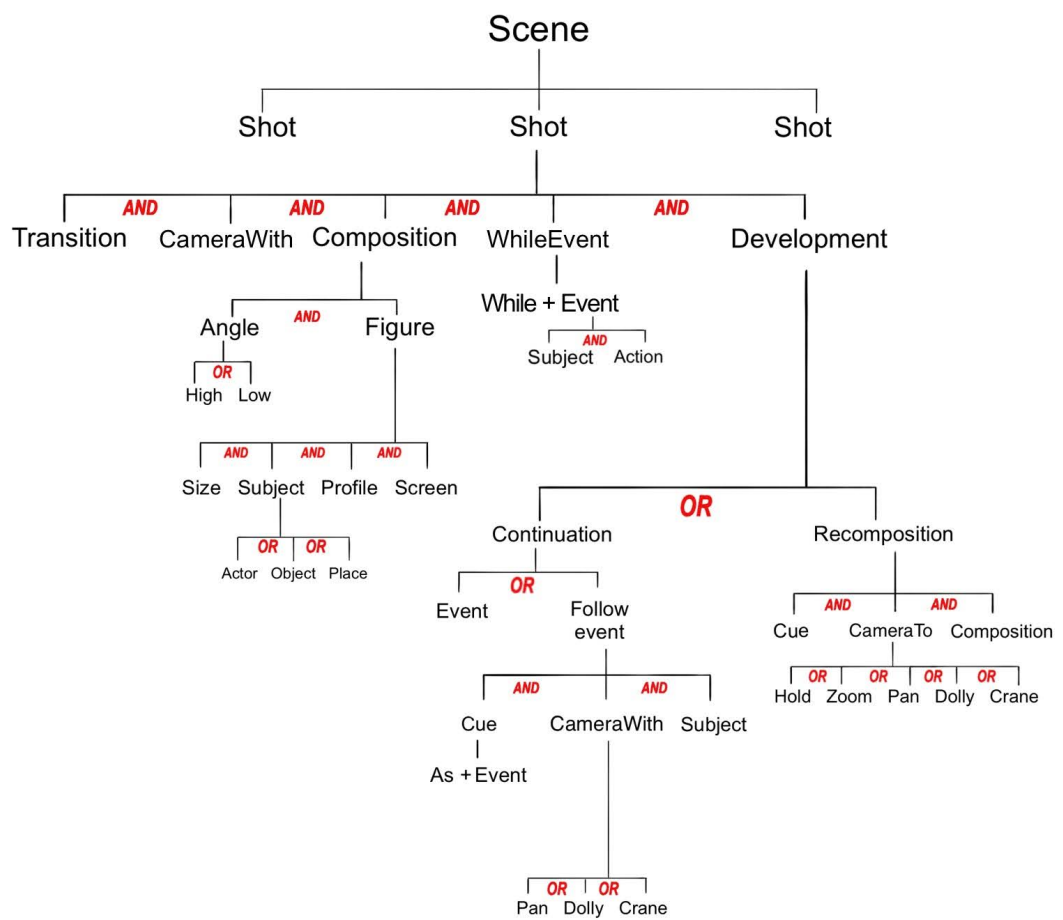 Scene
Shot Shot Shot
AND AND AND AND
Transition CameraWith Composition WhileEvent Development
While + Event
Angle AND Figure
AND
Subject Action
OR
High Low
AND AND AND
Size Subject Profile Screen
OR
Continuation Recomposition
OR OR
Actor Object Place
OR
Event Follow
event
AND AND
Cue CameraTo Composition
OR OR OR OR
Hold Zoom Pan Dolly Crane
AND AND
Cue CameraWith Subject
As + Event
OR OR
Pan Dolly Crane